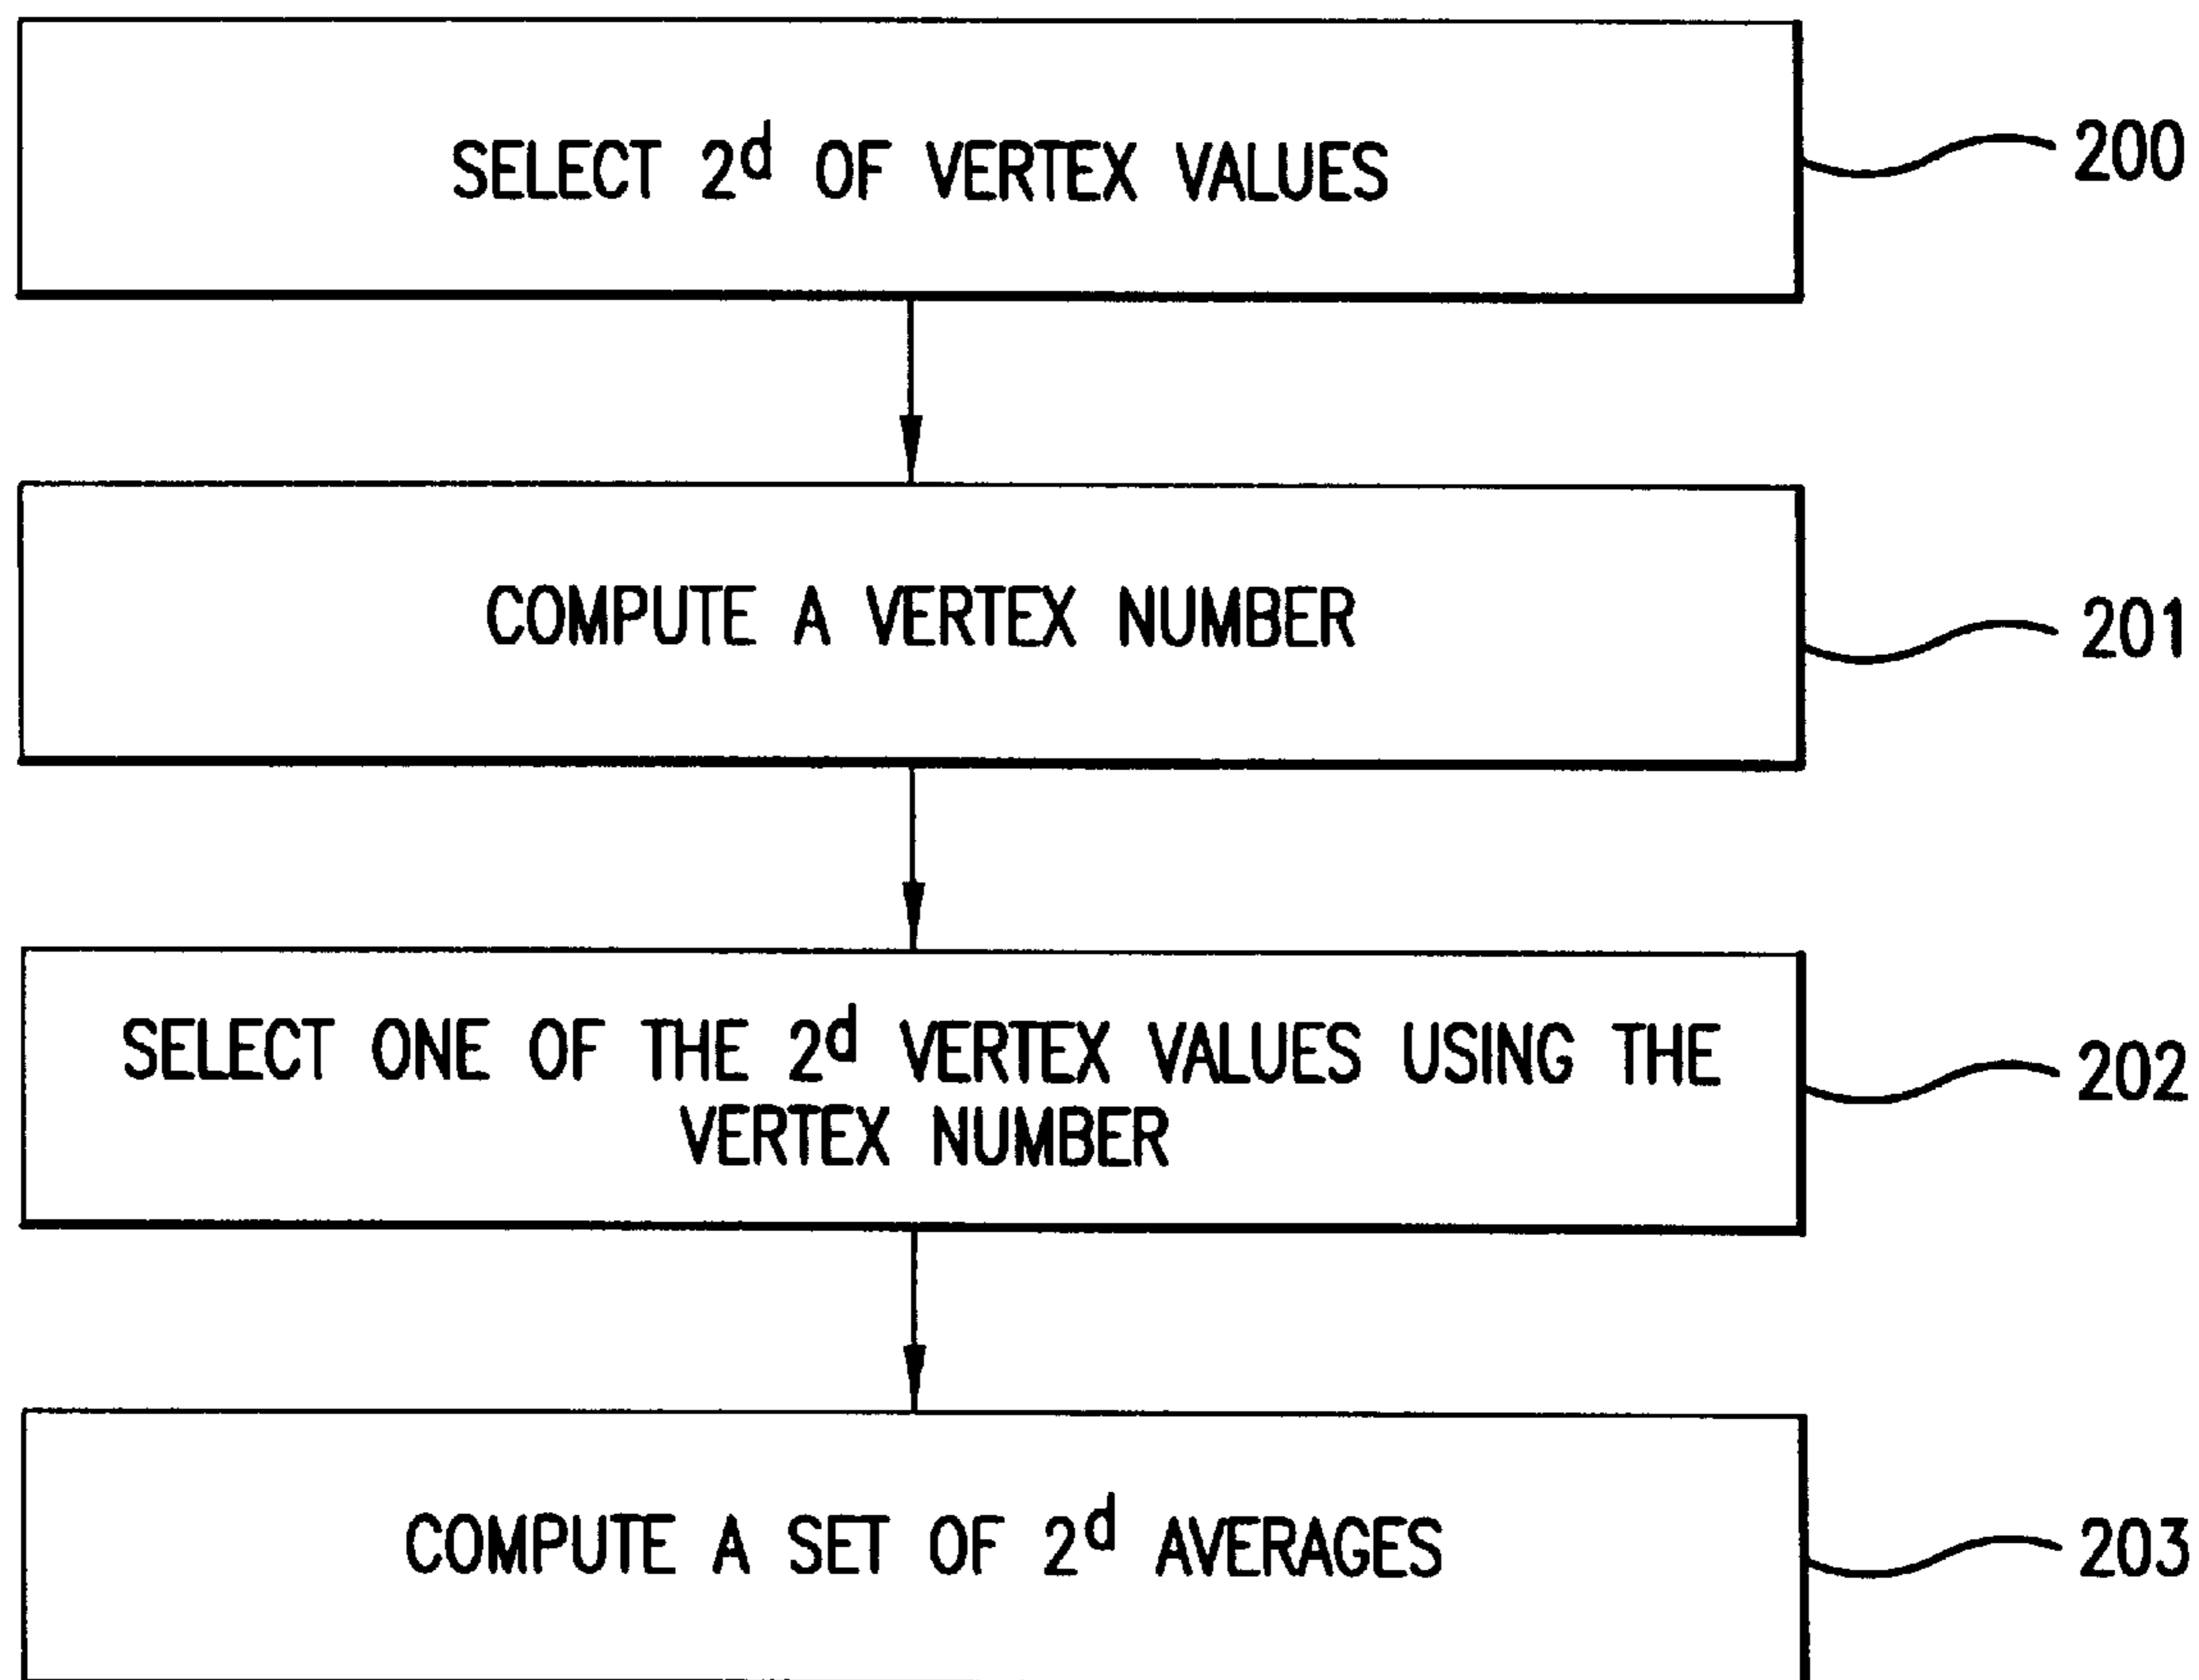 SELECT 2ᵈ OF VERTEX VALUES
200
COMPUTE A VERTEX NUMBER
201
SELECT ONE OF THE 2ᵈ VERTEX VALUES USING THE
VERTEX NUMBER
202
COMPUTE A SET OF 2ᵈ AVERAGES
203